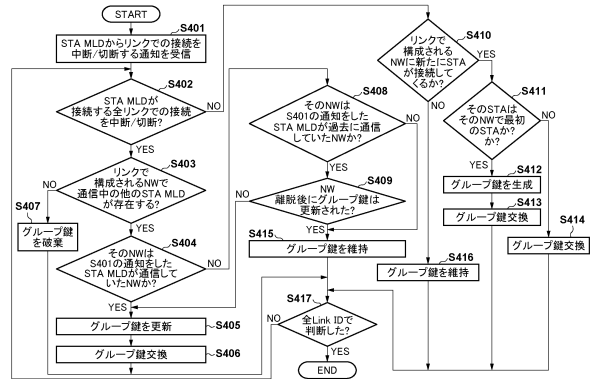 START
S401
STA MLDからリンクでの接続を
中断/切断する通知を受信
S402
STA MLDが
接続する全リンクでの接続
を中断/切断?
NO
YES
S403
リンクで
構成されるNWで
通信中の他のSTA MLD
が存在する?
NO
YES
S407
グループ鍵
を破棄
S404
そのNWは
S401の通知をした
STA MLDが通信して
いたNWか?
NO
YES
グループ鍵を更新
S405
グループ鍵交換
S406
S408
そのNWは
S401の通知をした
STA MLDが過去に通信
していたNWか?
NO
YES
S409
NW
離脱後にグループ鍵は
更新された?
NO
YES
S415
グループ鍵を維持
S410
リンクで
構成される
NWに新たにSTA
が接続して
くるか?
YES
NO
S411
そのSTAは
そのNWで最初
のSTAか?
か?
NO
YES
S412
グループ鍵を生成
S413
グループ鍵交換
S414
グループ鍵交換
S416
グループ鍵を維持
S417
全Link IDで
判断した?
NO
YES
END